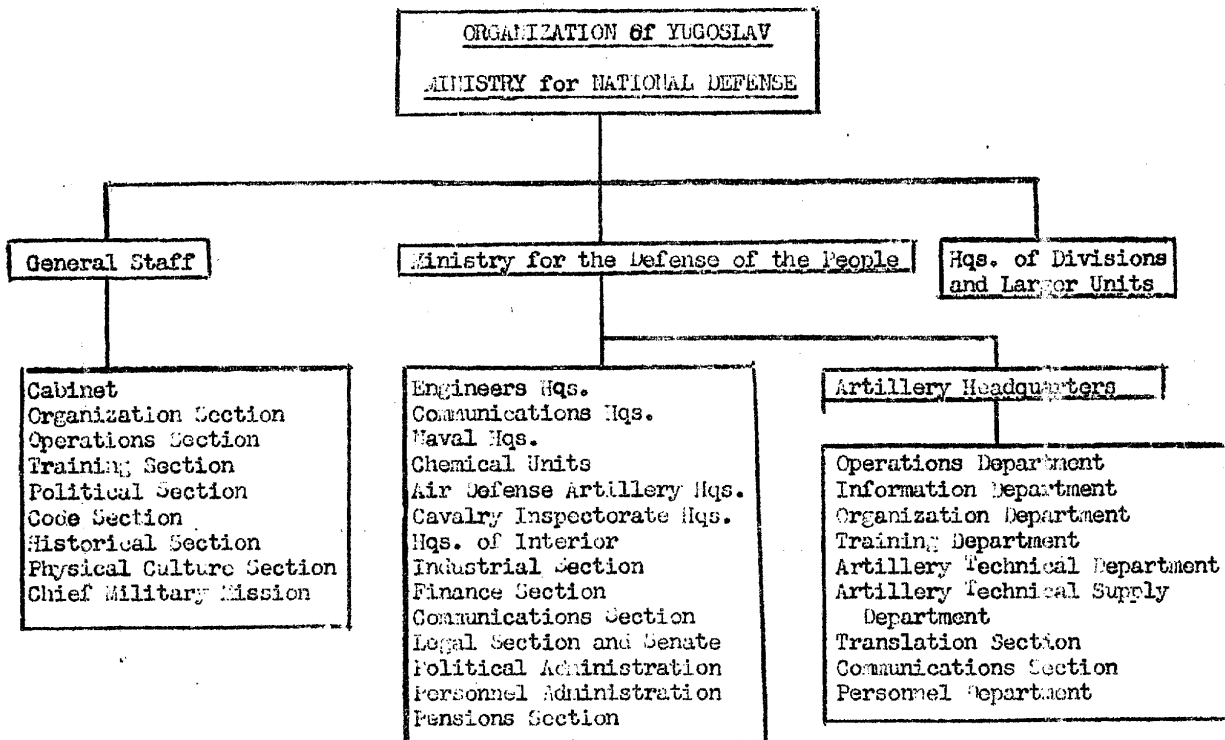 ORGANIZATION of YUGOSLAV
MINISTRY for NATIONAL DEFENSE
General Staff
Ministry for the Defense of the People
Hqs. of Divisions
and Larger Units
Cabinet
Organization Section
Operations Section
Training Section
Political Section
Code Section
Historical Section
Physical Culture Section
Chief Military Mission
Engineers Hqs.
Communications Hqs.
Naval Hqs.
Chemical Units
Air Defense Artillery Hqs.
Cavalry Inspectorate Hqs.
Hqs. of Interior
Industrial Section
Finance Section
Communications Section
Legal Section and Senate
Political Administration
Personnel Administration
Pensions Section
Artillery Headquarters
Operations Department
Information Department
Organization Department
Training Department
Artillery Technical Department
Artillery Technical Supply
Department
Translation Section
Communications Section
Personnel Department